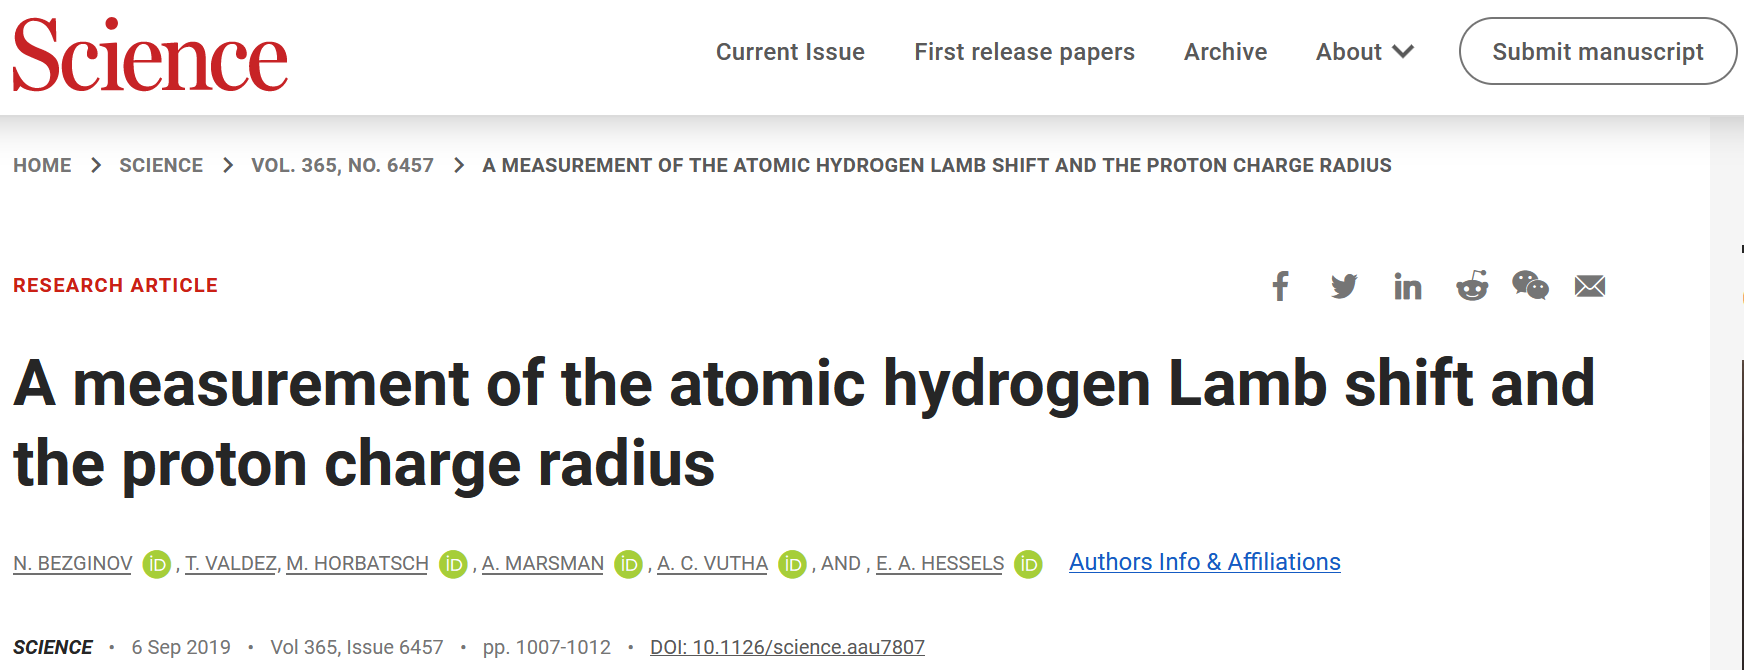 Science
Current Issue First release papers Archive About Submit manuscript
HOME SCIENCE VOL. 365, NO. 6457 A MEASUREMENT OF THE ATOMIC HYDROGEN LAMB SHIFT AND THE PROTON CHARGE RADIUS
RESEARCH ARTICLE
A measurement of the atomic hydrogen Lamb shift and
the proton charge radius
N. BEZGINOV iD, T. VALDEZ, M. HORBATSCH iD, A. MARSMAN iD, A. C. VUTHA iD, AND, E. A. HESSELS iD Authors Info & Affiliations
SCIENCE • 6 Sep 2019 • Vol 365, Issue 6457 • pp. 1007-1012 • DOI: 10.1126/science.aau7807